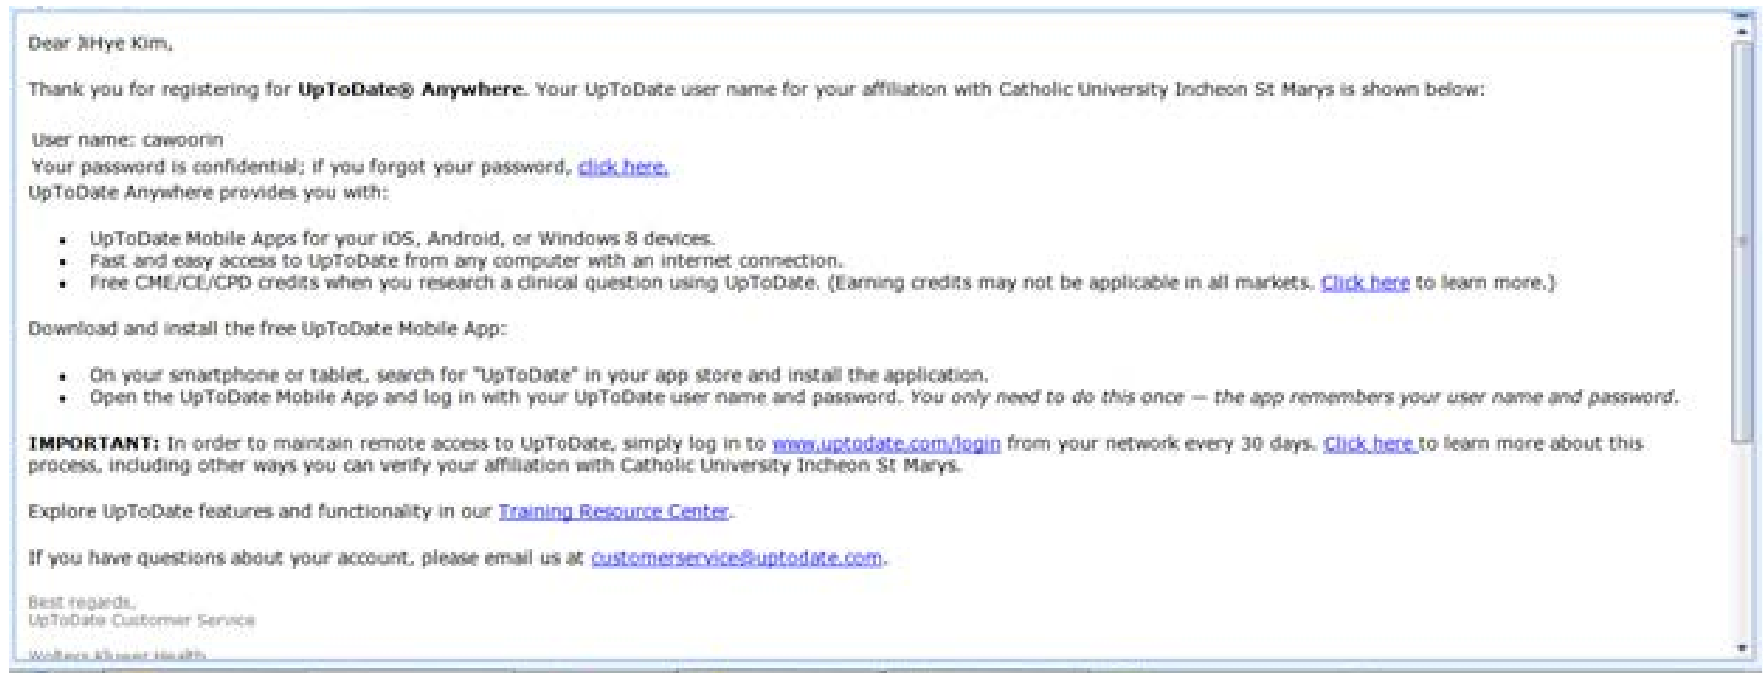 Dear JiHye Kim,
Thank you for registering for UpToDate® Anywhere. Your UpToDate user name for your affiliation with Catholic University Incheon St Marys is shown below:
User name: cawoorin
Your password is confidential; if you forgot your password, click here.
UpToDate Anywhere provides you with:
• UpToDate Mobile Apps for your iOS, Android, or Windows 8 devices.
• Fast and easy access to UpToDate from any computer with an internet connection.
• Free CME/CE/CPD credits when you research a clinical question using UpToDate. (Earning credits may not be applicable in all markets. Click here to learn more.)
Download and install the free UpToDate Mobile App:
• On your smartphone or tablet, search for "UpToDate" in your app store and install the application.
• Open the UpToDate Mobile App and log in with your UpToDate user name and password. You only need to do this once — the app remembers your user name and password.
IMPORTANT: In order to maintain remote access to UpToDate, simply log in to www.uptodate.com/login from your network every 30 days. Click here to learn more about this
process, including other ways you can verify your affiliation with Catholic University Incheon St Marys.
Explore UpToDate features and functionality in our Training Resource Center.
If you have questions about your account, please email us at customerservice@uptodate.com.
Best regards,
UpToDate Customer Service
Wolters Kluwer Health